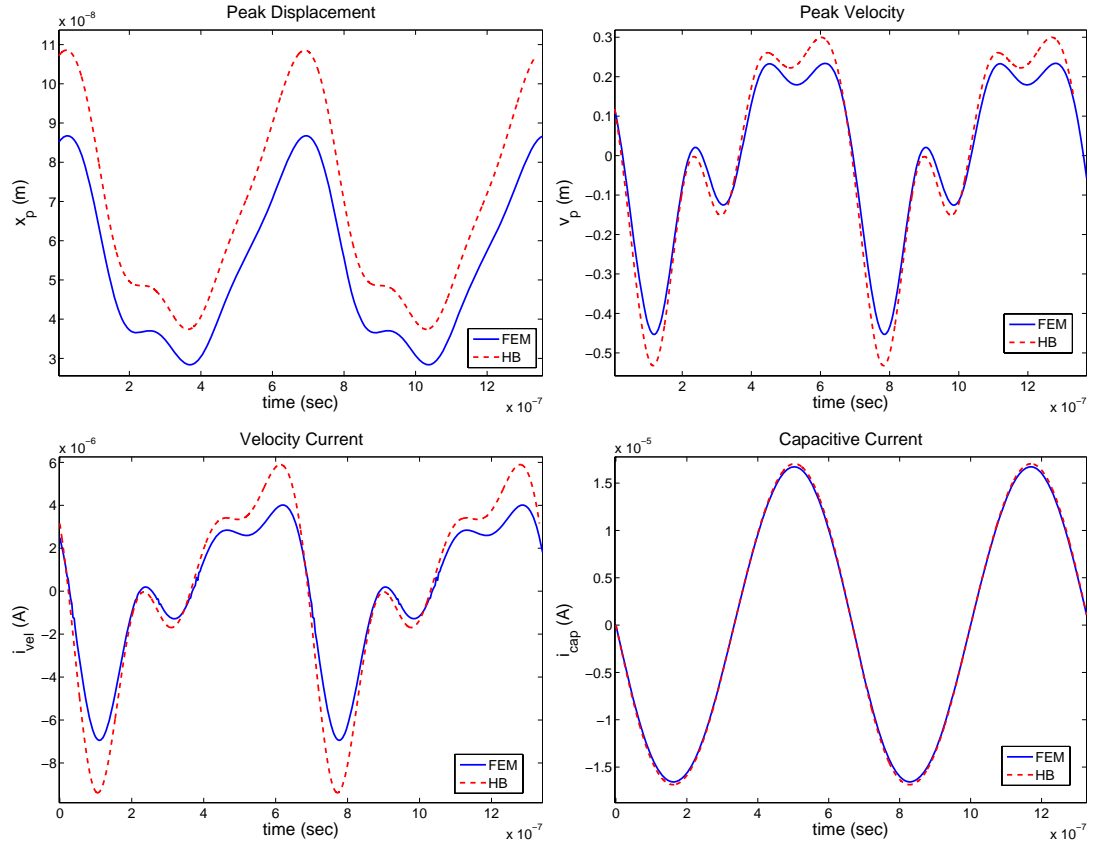 Peak Displacement
x 10⁻⁸
11
10
9
8
7
6
5
4
3
x_p (m)
2 4 6 8 10 12
time (sec)
x 10⁻⁷
FEM
HB
Peak Velocity
0.3
0.2
0.1
0
−0.1
−0.2
−0.3
−0.4
−0.5
v_p (m)
2 4 6 8 10 12
time (sec)
x 10⁻⁷
FEM
HB
Velocity Current
x 10⁻⁶
6
4
2
0
−2
−4
−6
−8
i_vel (A)
0 2 4 6 8 10 12
time (sec)
x 10⁻⁷
FEM
HB
Capacitive Current
x 10⁻⁵
1.5
1
0.5
0
−0.5
−1
−1.5
i_cap (A)
0 2 4 6 8 10 12
time (sec)
x 10⁻⁷
FEM
HB